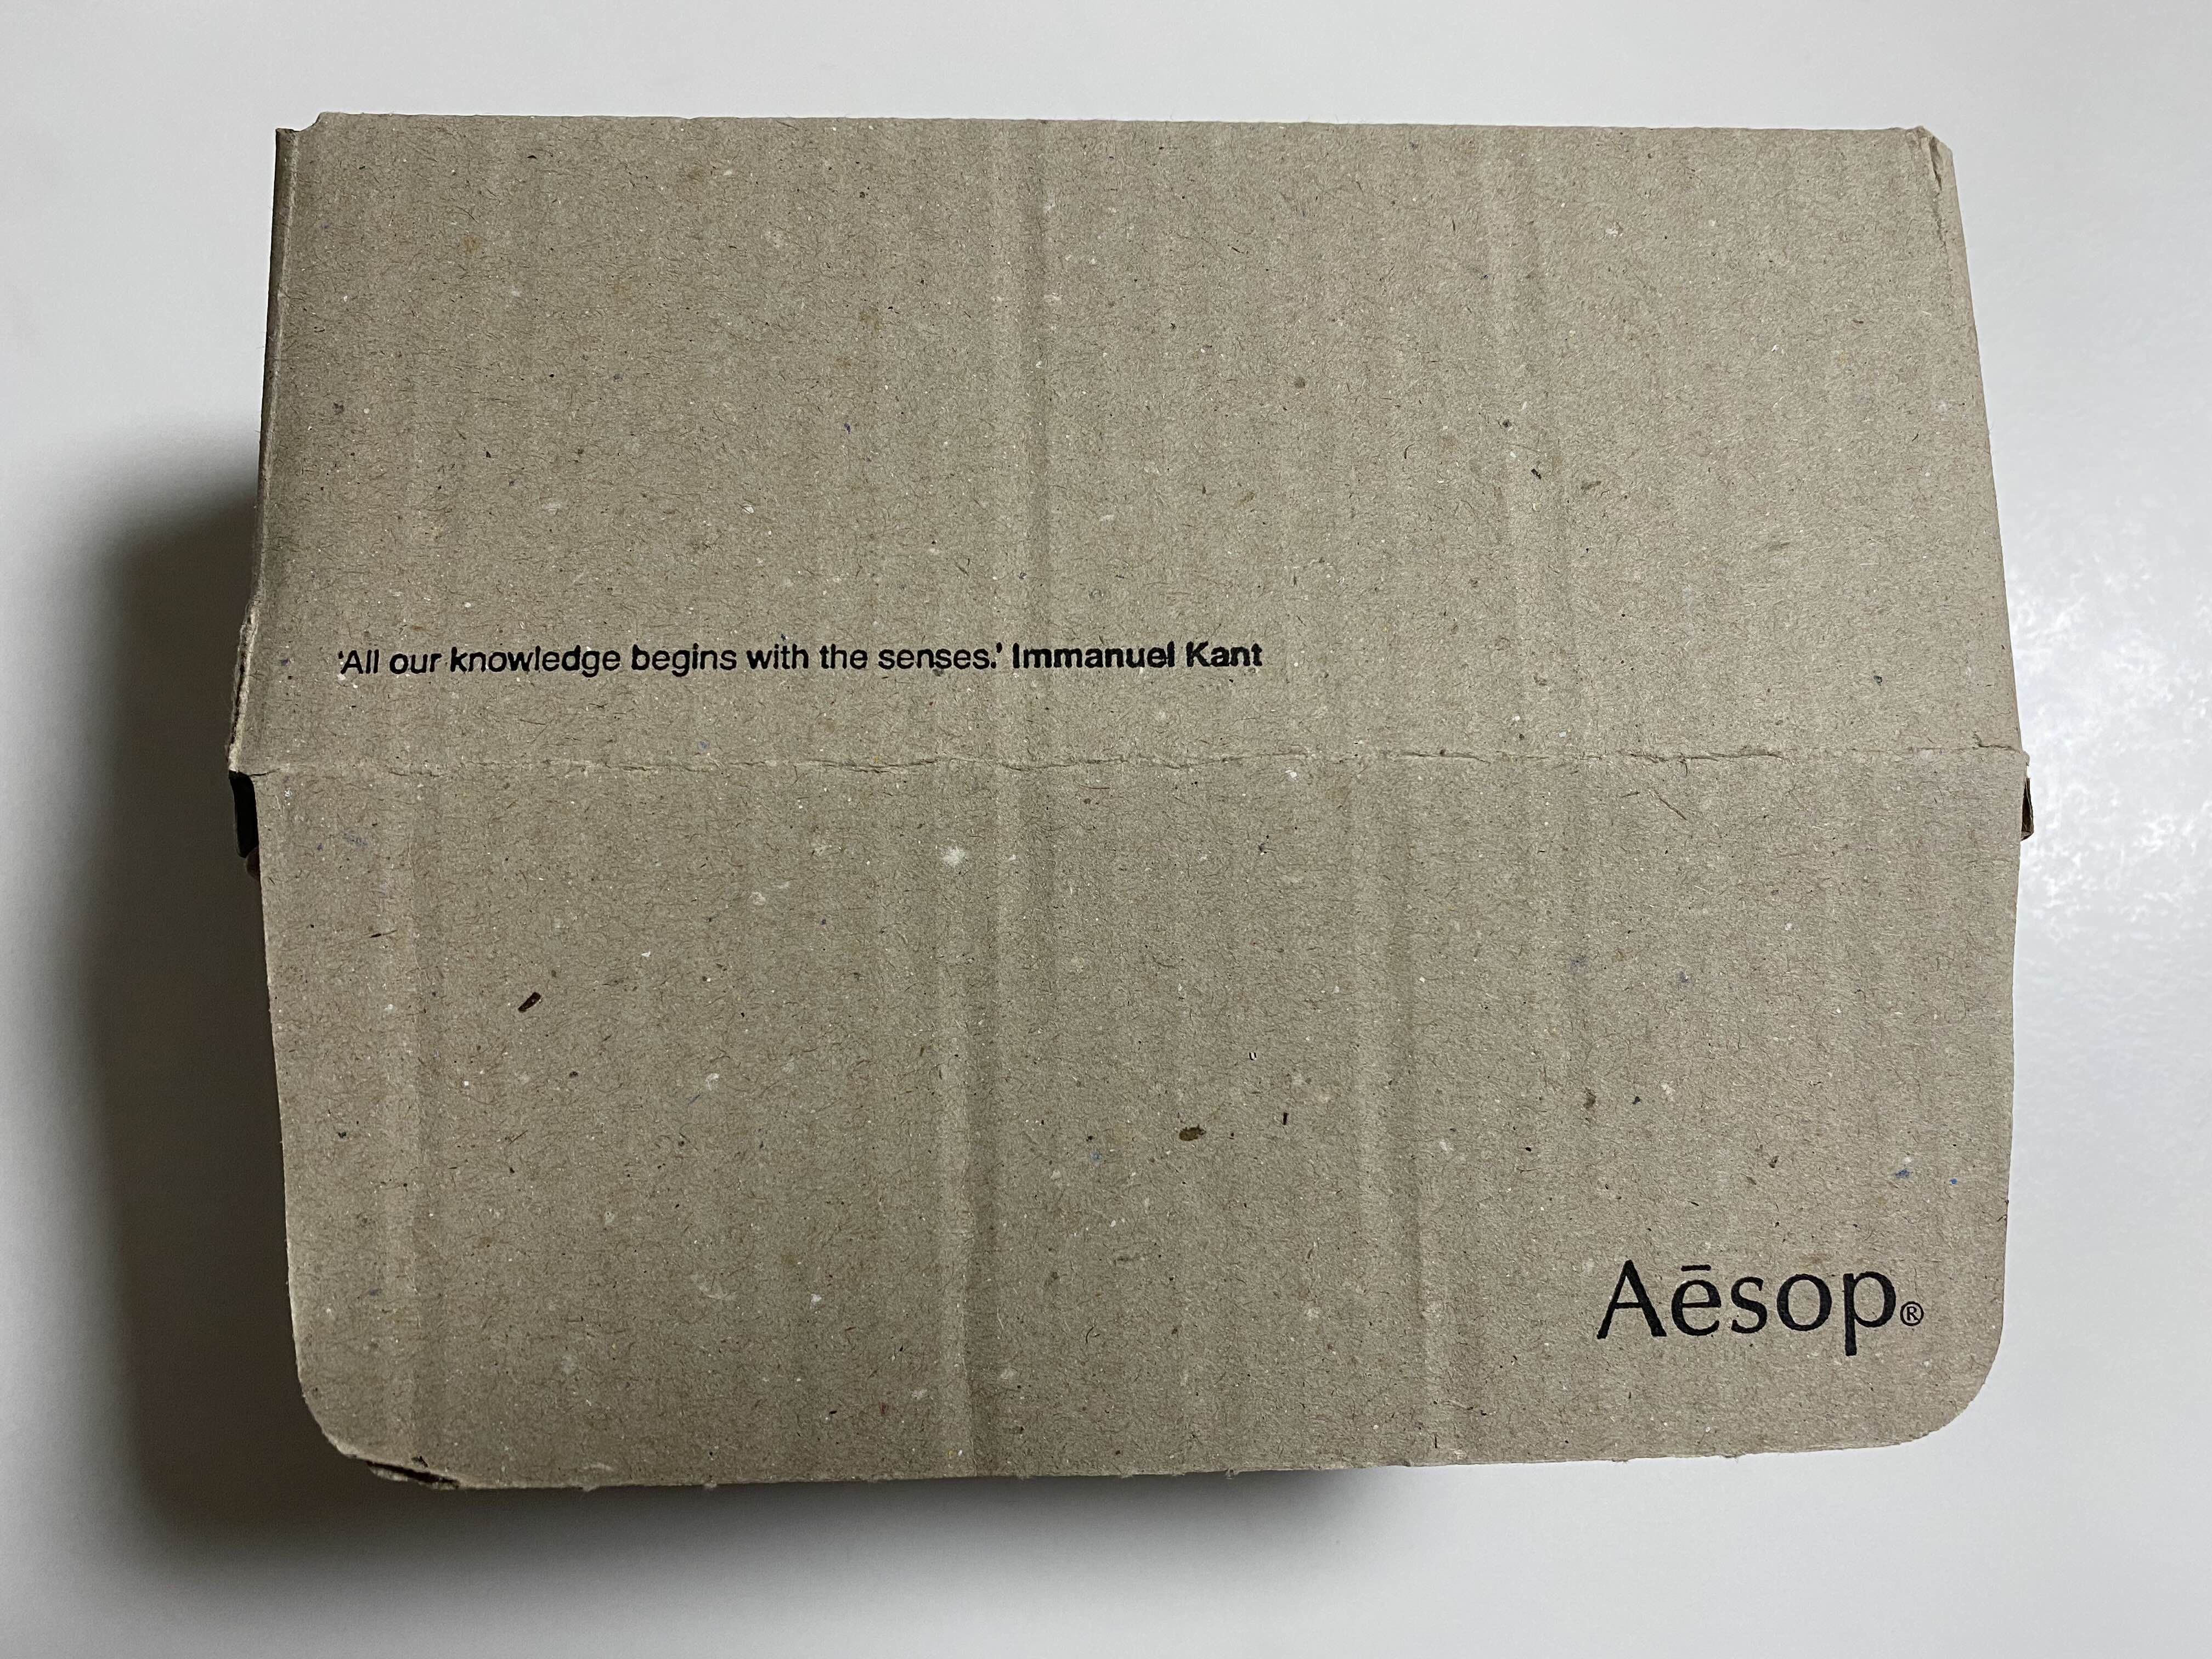 ‘All our knowledge begins with the senses.’ Immanuel Kant
Aēsop®